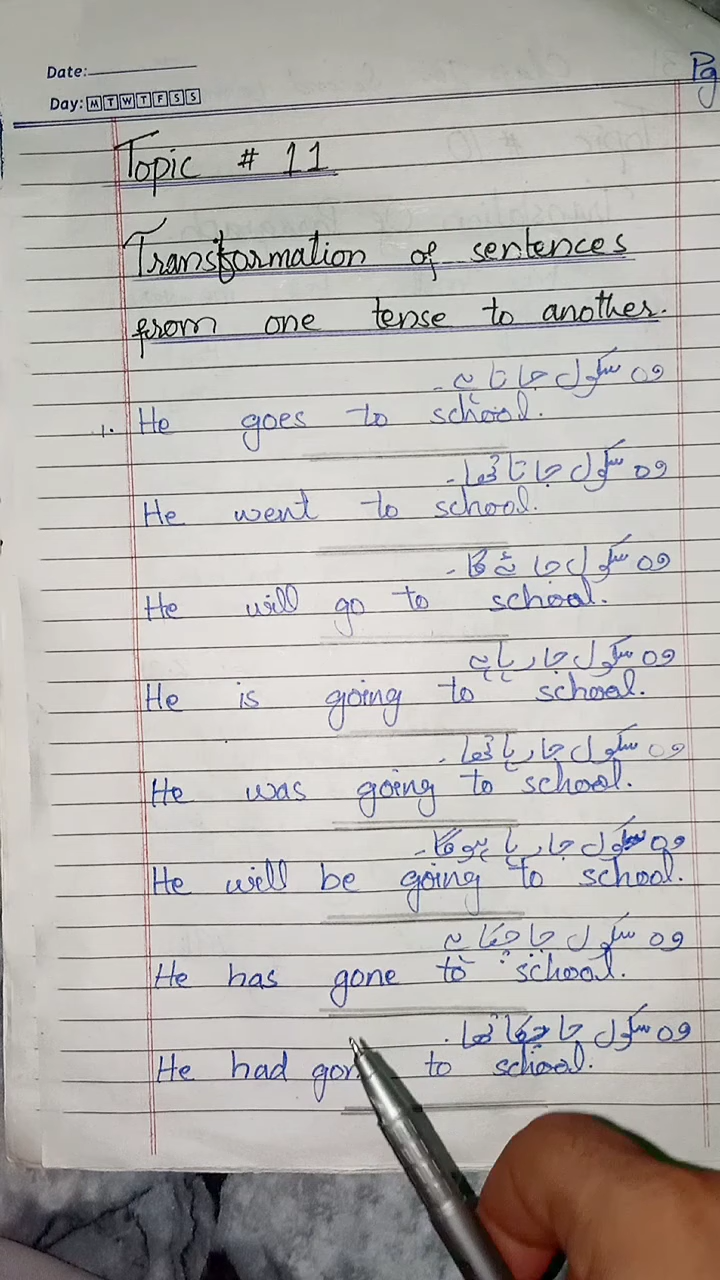 Date:
Pg
Day: M T W T F S S
Topic # 11
Transformation of sentences
from one tense to another.
وہ سکول جاتا ہے۔
1. He goes to school.
وہ سکول جاتا تھا۔
He went to school.
وہ سکول جائے گا۔
He will go to school.
وہ سکول جا رہا ہے
He is going to school.
وہ سکول جا رہا تھا۔
He was going to school.
وہ سکول جا رہا ہوگا۔
He will be going to school.
وہ سکول جا چکا ہے
He has gone to school.
وہ سکول جا چکا تھا۔
He had gon to school.